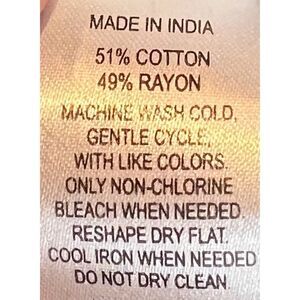 MADE IN INDIA
51% COTTON
49% RAYON
MACHINE WASH COLD,
GENTLE CYCLE,
WITH LIKE COLORS.
ONLY NON-CHLORINE
BLEACH WHEN NEEDED.
RESHAPE DRY FLAT.
COOL IRON WHEN NEEDED
DO NOT DRY CLEAN.